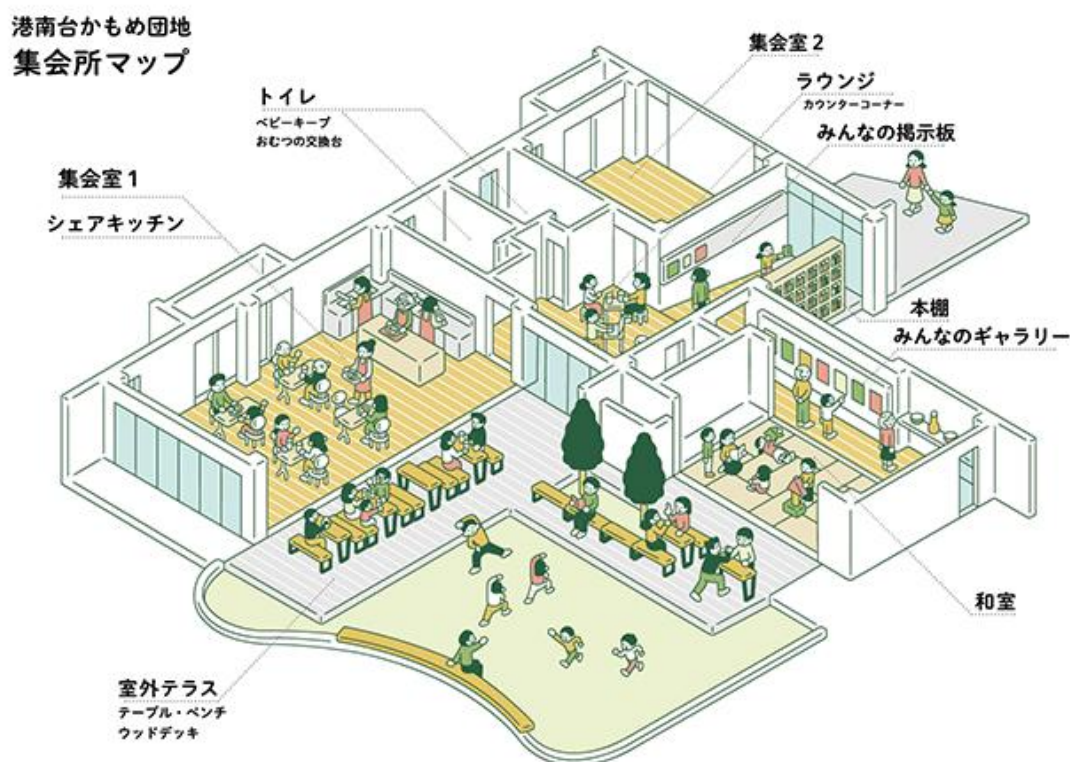 港南台かもめ団地
集会所マップ
集会室2
ラウンジ
カウンターコーナー
みんなの掲示板
トイレ
ベビーキープ
おむつの交換台
集会室1
シェアキッチン
本棚
みんなのギャラリー
和室
室外テラス
テーブル・ベンチ
ウッドデッキ